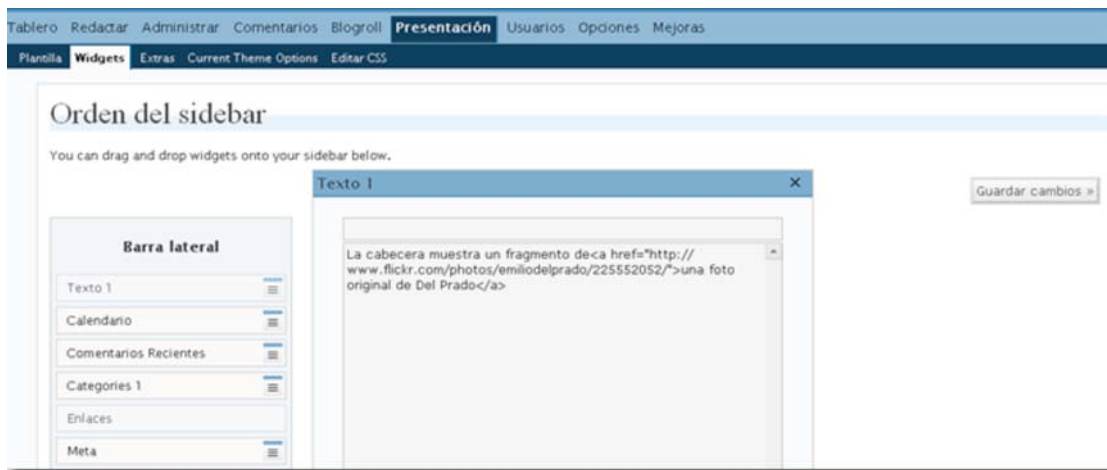 Tablero Redactar Administrar Comentarios Blogroll Presentación Usuarios Opciones Mejoras
Plantilla Widgets Extras Current Theme Options Editar CSS
Orden del sidebar
You can drag and drop widgets onto your sidebar below.
Texto 1 ×
Guardar cambios »
Barra lateral
Texto 1
Calendario
Comentarios Recientes
Categories 1
Enlaces
Meta
La cabecera muestra un fragmento de<a href="http://
www.flickr.com/photos/emiliodelprado/225552052/">una foto
original de Del Prado</a>